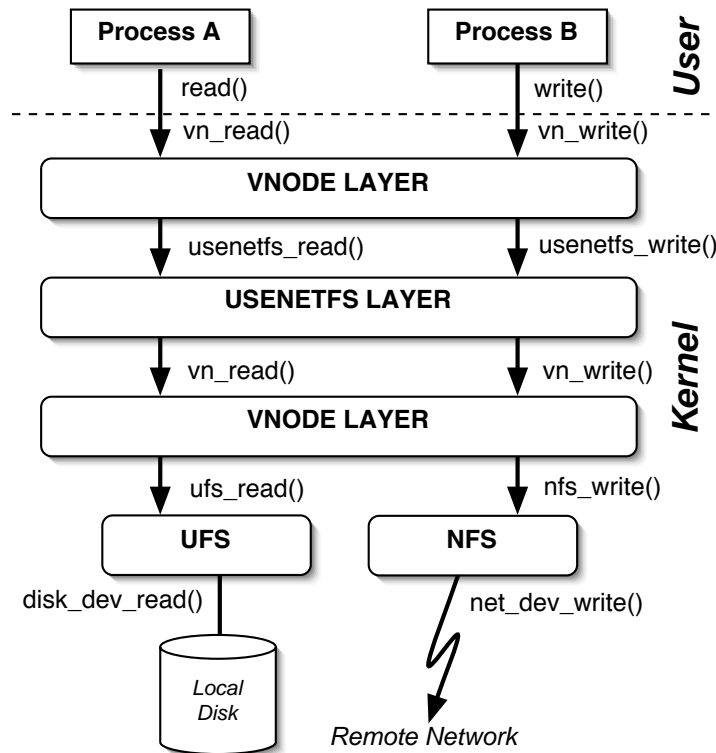 Process A
Process B
User
read()
write()
vn_read()
vn_write()
VNODE LAYER
usenetfs_read()
usenetfs_write()
USENETFS LAYER
Kernel
vn_read()
vn_write()
VNODE LAYER
ufs_read()
nfs_write()
UFS
NFS
disk_dev_read()
net_dev_write()
Local
Disk
Remote Network